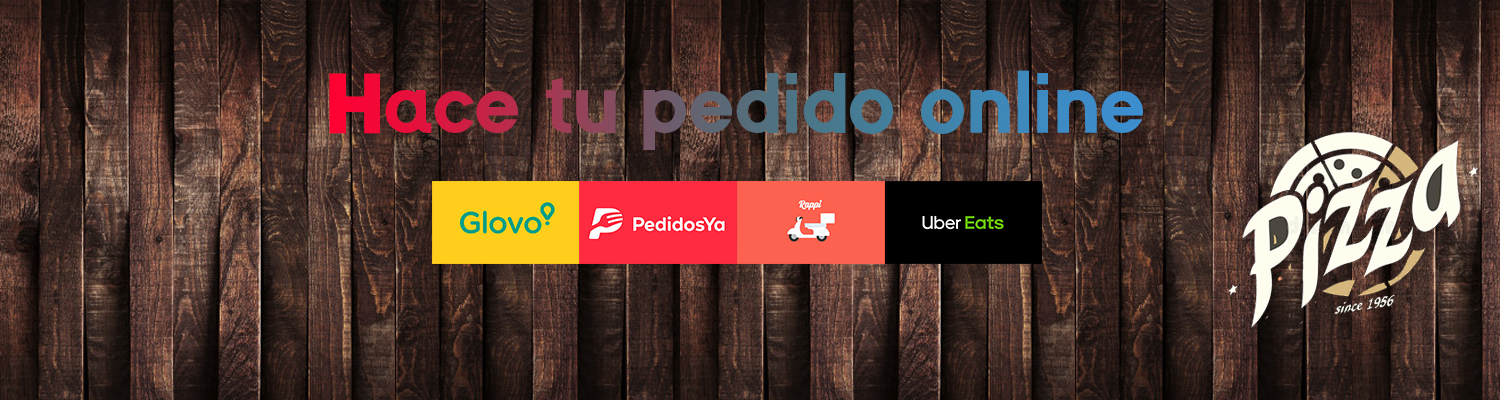 Hace tu pedido online
Glovo
PedidosYa
Rappi
Uber Eats
Pizza
since 1956